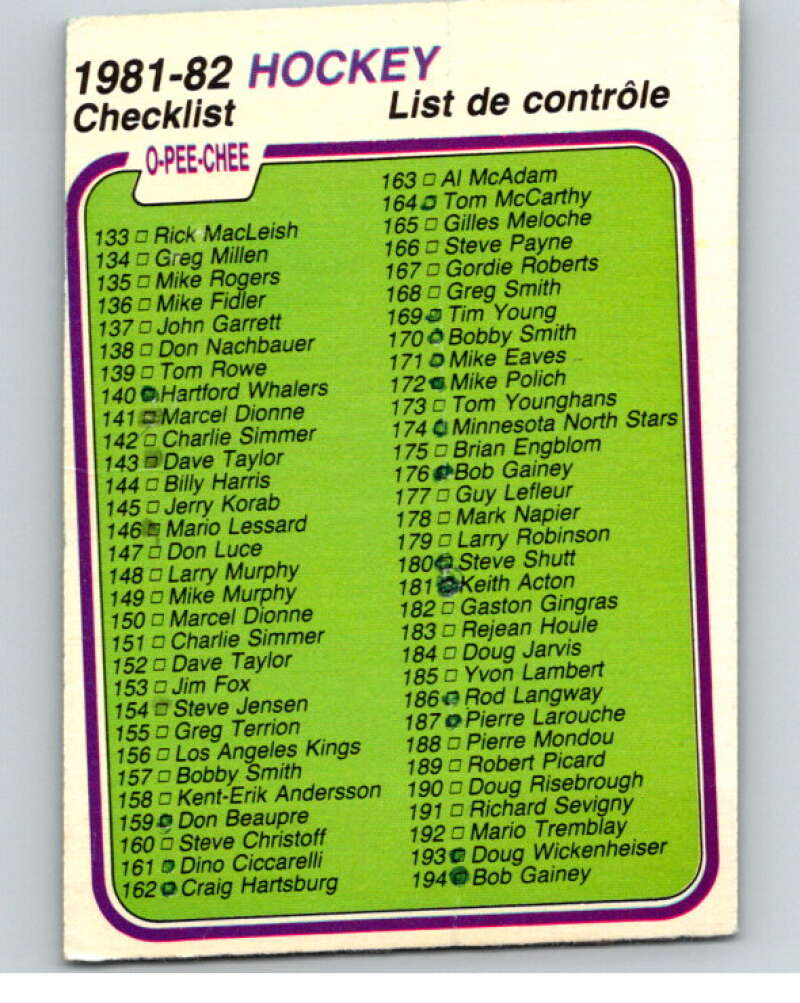 1981-82 HOCKEY
Checklist
List de contrôle
O-PEE-CHEE
133 Rick MacLeish
134 Greg Millen
135 Mike Rogers
136 Mike Fidler
137 John Garrett
138 Don Nachbauer
139 Tom Rowe
140 Hartford Whalers
141 Marcel Dionne
142 Charlie Simmer
143 Dave Taylor
144 Billy Harris
145 Jerry Korab
146 Mario Lessard
147 Don Luce
148 Larry Murphy
149 Mike Murphy
150 Marcel Dionne
151 Charlie Simmer
152 Dave Taylor
153 Jim Fox
154 Steve Jensen
155 Greg Terrion
156 Los Angeles Kings
157 Bobby Smith
158 Kent-Erik Andersson
159 Don Beaupre
160 Steve Christoff
161 Dino Ciccarelli
162 Craig Hartsburg
163 Al McAdam
164 Tom McCarthy
165 Gilles Meloche
166 Steve Payne
167 Gordie Roberts
168 Greg Smith
169 Tim Young
170 Bobby Smith
171 Mike Eaves
172 Mike Polich
173 Tom Younghans
174 Minnesota North Stars
175 Brian Engblom
176 Bob Gainey
177 Guy Lefleur
178 Mark Napier
179 Larry Robinson
180 Steve Shutt
181 Keith Acton
182 Gaston Gingras
183 Rejean Houle
184 Doug Jarvis
185 Yvon Lambert
186 Rod Langway
187 Pierre Larouche
188 Pierre Mondou
189 Robert Picard
190 Doug Risebrough
191 Richard Sevigny
192 Mario Tremblay
193 Doug Wickenheiser
194 Bob Gainey